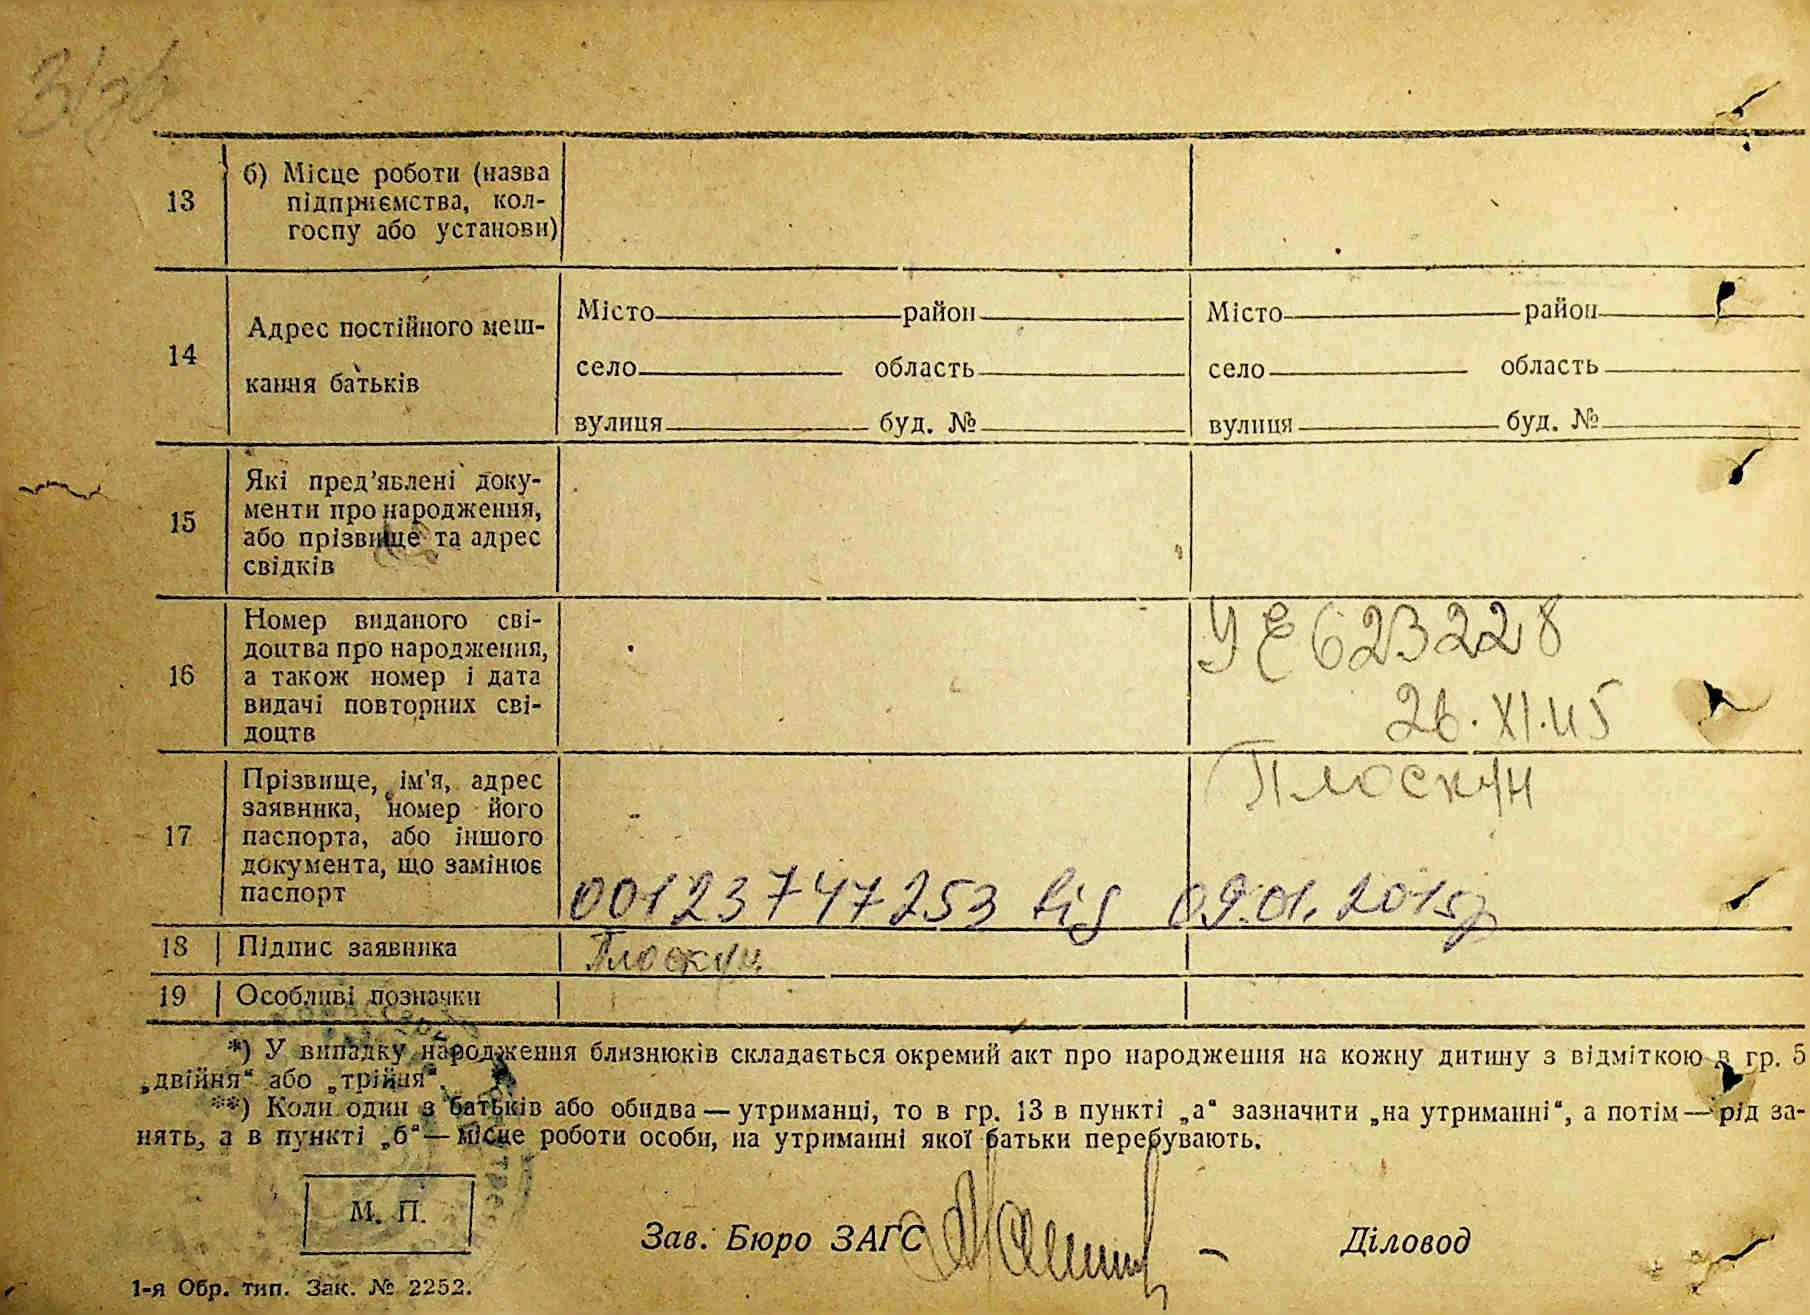 13
б) Місце роботи (назва
підприємства, кол-
госпу або установи)
14
Адрес постійного меш-
кання батьків
Місто район
село область
вулиця буд. №
Місто район
село область
вулиця буд. №
15
Які пред’явлені доку-
менти про народження,
або прізвище та адрес
свідків
16
Номер виданого сві-
доцтва про народження,
а також номер і дата
видачі повторних сві-
доцтв
УЕ 623228
26.XI.45
17
Прізвище, ім’я, адрес
заявника, номер його
паспорта, або іншого
документа, що замінює
паспорт
Плоскун
00123747253 від 09.01.2015р
18 Підпис заявника
Плоскун
19 Особливі позначки
*) У випадку народження близнюків складається окремий акт про народження на кожну дитину з відміткою в гр. 5
„двійня“ або „трійня“.
**) Коли один з батьків або обидва — утриманці, то в гр. 13 в пункті „а“ зазначити „на утриманні“, а потім — рід за-
нять, а в пункті „б“ — місце роботи особи, на утриманні якої батьки перебувають.
М. П.
Зав. Бюро ЗАГС
Діловод
1-я Обр. тип. Зак. № 2252.